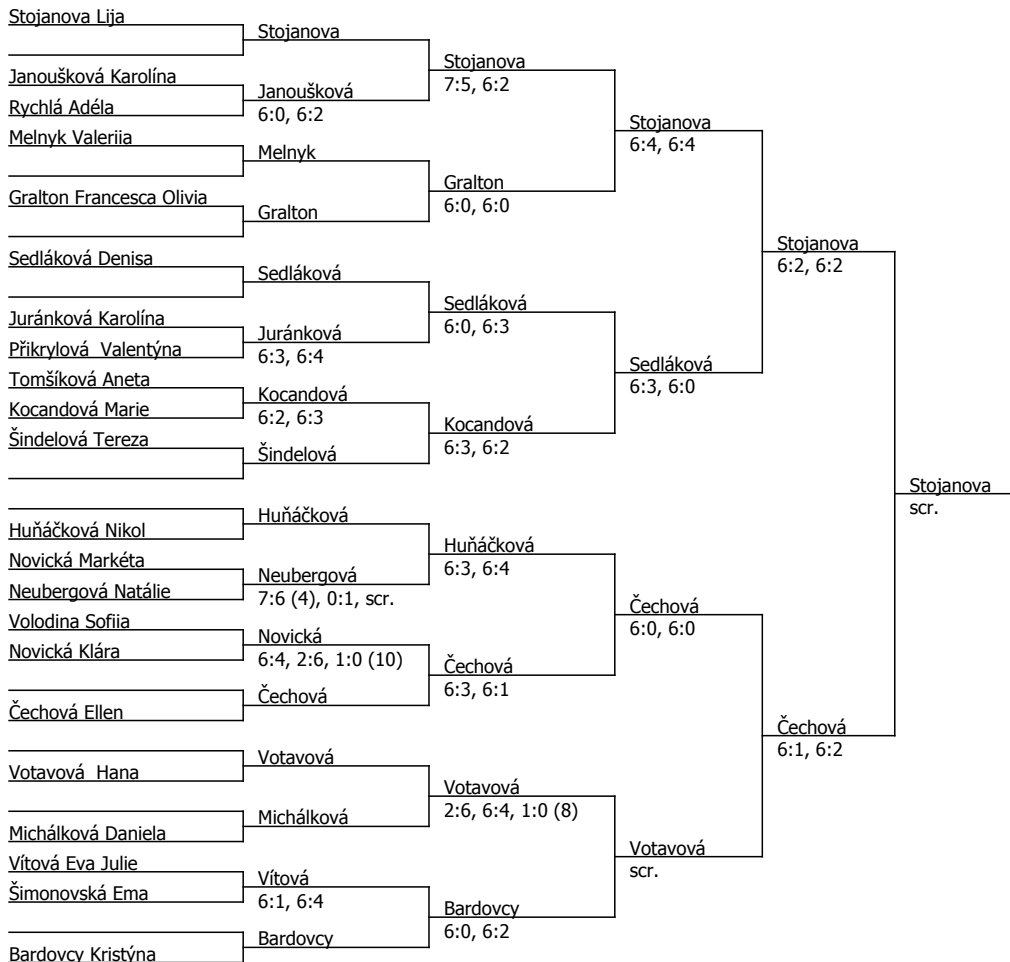 Stojanova Lija
Stojanova
Stojanova
7:5, 6:2
Janoušková Karolína
Janoušková
6:0, 6:2
Rychlá Adéla
Stojanova
6:4, 6:4
Melnyk Valeriia
Melnyk
Gralton
6:0, 6:0
Gralton Francesca Olivia
Gralton
Stojanova
6:2, 6:2
Sedláková Denisa
Sedláková
Sedláková
6:0, 6:3
Juránková Karolína
Juránková
6:3, 6:4
Přikrylová  Valentýna
Sedláková
6:3, 6:0
Tomšíková Aneta
Kocandová
6:2, 6:3
Kocandová Marie
Kocandová
6:3, 6:2
Šindelová Tereza
Šindelová
Stojanova
scr.
Huňáčková
Huňáčková Nikol
Huňáčková
6:3, 6:4
Novická Markéta
Neubergová
7:6 (4), 0:1, scr.
Neubergová Natálie
Čechová
6:0, 6:0
Volodina Sofiia
Novická
6:4, 2:6, 1:0 (10)
Novická Klára
Čechová
6:3, 6:1
Čechová
Čechová Ellen
Čechová
6:1, 6:2
Votavová
Votavová  Hana
Votavová
2:6, 6:4, 1:0 (8)
Michálková
Michálková Daniela
Votavová
scr.
Vítová Eva Julie
Vítová
6:1, 6:4
Šimonovská Ema
Bardovcy
6:0, 6:2
Bardovcy
Bardovcy Kristýna